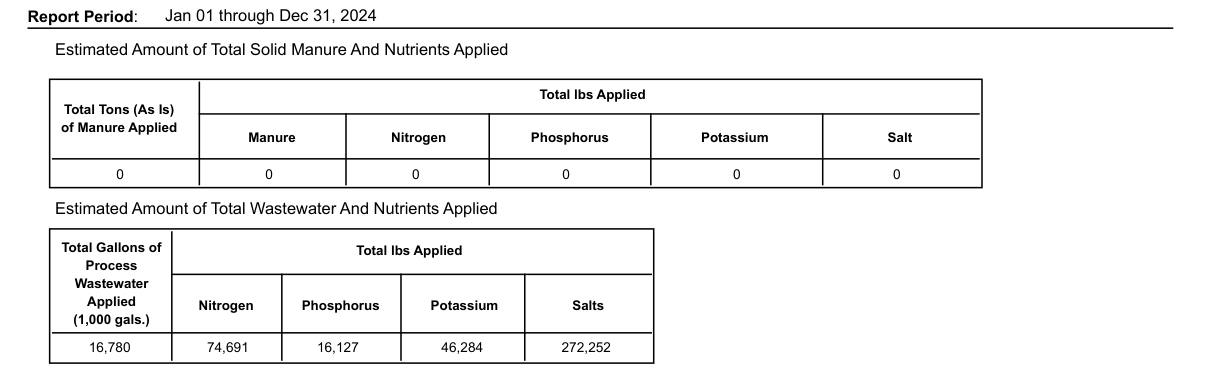 Report Period: Jan 01 through Dec 31, 2024
Estimated Amount of Total Solid Manure And Nutrients Applied
Total Tons (As Is)
of Manure Applied
Total lbs Applied
Manure Nitrogen Phosphorus Potassium Salt
0 0 0 0 0 0
Estimated Amount of Total Wastewater And Nutrients Applied
Total Gallons of
Process
Wastewater
Applied
(1,000 gals.)
Total lbs Applied
Nitrogen Phosphorus Potassium Salts
16,780 74,691 16,127 46,284 272,252